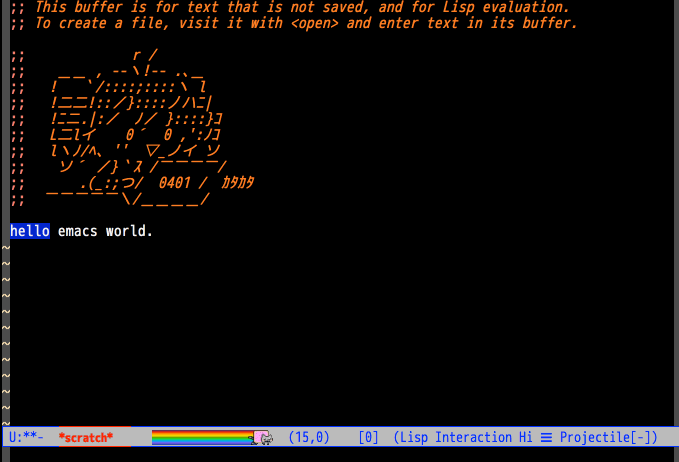 ;; This buffer is for text that is not saved, and for Lisp evaluation.
;; To create a file, visit it with <open> and enter text in its buffer.
;;               r /
;;     ＿＿ , --ヽ!-- .､＿
;;    !   ｀/::::;::::ヽ l
;;    !二二!::／}::::丿ハﾆ|
;;    !ﾆニ.|:／  ﾉ／ }::::}ｺ
;;    L二lイ    0´  0 ,':ﾉｺ
;;    lヽﾉ/ﾍ､ ''  ▽_ノイ ソ
;;     ソ´ ／}｀ｽ /￣￣￣￣/
;;        .(_:;つ/  0401 /  ｶﾀｶﾀ
;;   ￣￣￣￣￣\/＿＿＿＿/
hello emacs world.
~
~
~
~
~
~
~
~
~
~
~
~
U:**-  *scratch*  (15,0)  [0]  (Lisp Interaction Hi ☰ Projectile[-])